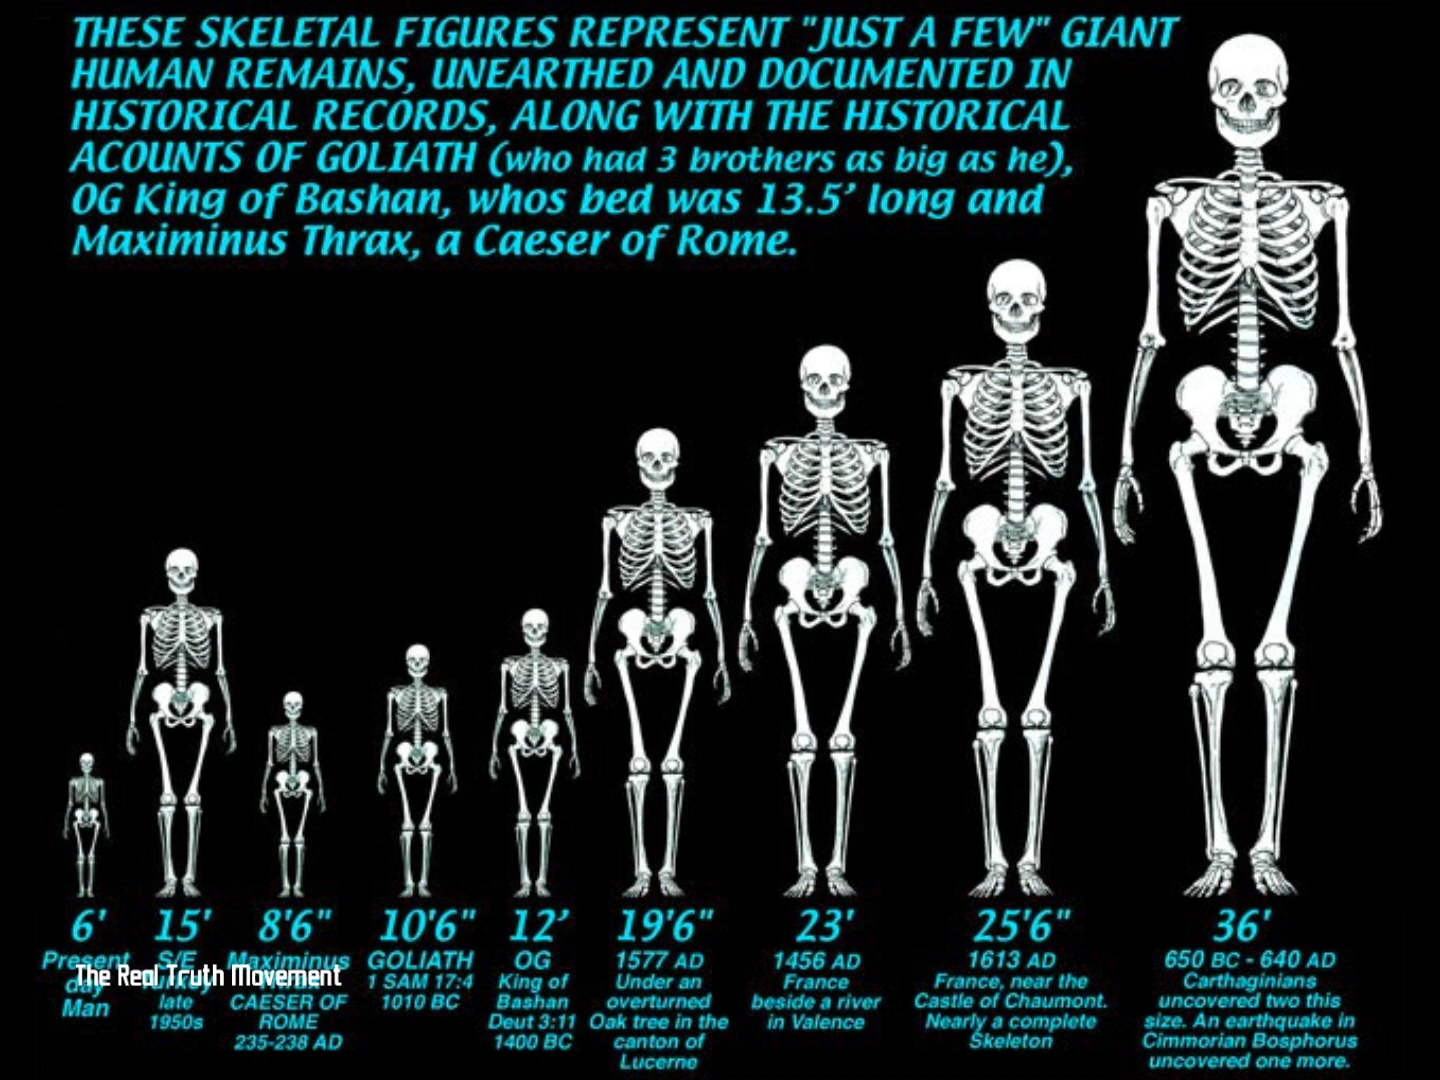 THESE SKELETAL FIGURES REPRESENT "JUST A FEW" GIANT
HUMAN REMAINS, UNEARTHED AND DOCUMENTED IN
HISTORICAL RECORDS, ALONG WITH THE HISTORICAL
ACOUNTS OF GOLIATH (who had 3 brothers as big as he),
OG King of Bashan, whos bed was 13.5’ long and
Maximinus Thrax, a Caeser of Rome.
6'
Present
day
Man
15'
S/E
late
1950s
8'6"
Maximinus
CAESER OF
ROME
235-238 AD
10'6"
GOLIATH
1 SAM 17:4
1010 BC
12’
OG
King of
Bashan
Deut 3:11
1400 BC
19'6"
1577 AD
Under an
overturned
Oak tree in the
canton of
Lucerne
23'
1456 AD
France
beside a river
in Valence
25'6"
1613 AD
France, near the
Castle of Chaumont.
Nearly a complete
Skeleton
36'
650 BC - 640 AD
Carthaginians
uncovered two this
size. An earthquake in
Cimmorian Bosphorus
uncovered one more.
The Real Truth Movement